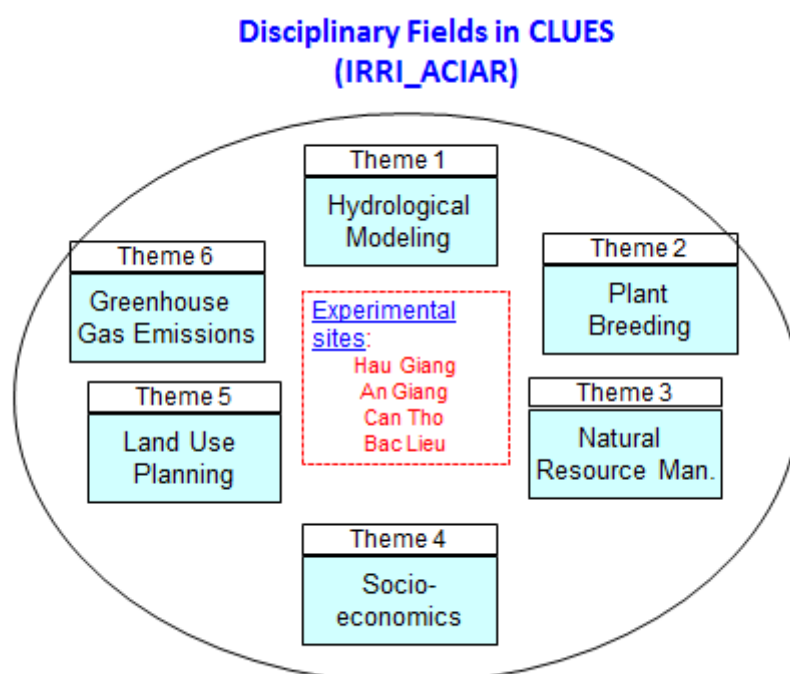 Disciplinary Fields in CLUES
(IRRI_ACIAR)
Theme 1
Hydrological
Modeling
Theme 2
Plant
Breeding
Theme 3
Natural
Resource Man.
Theme 4
Socio-
economics
Theme 5
Land Use
Planning
Theme 6
Greenhouse
Gas Emissions
Experimental
sites:
Hau Giang
An Giang
Can Tho
Bac Lieu